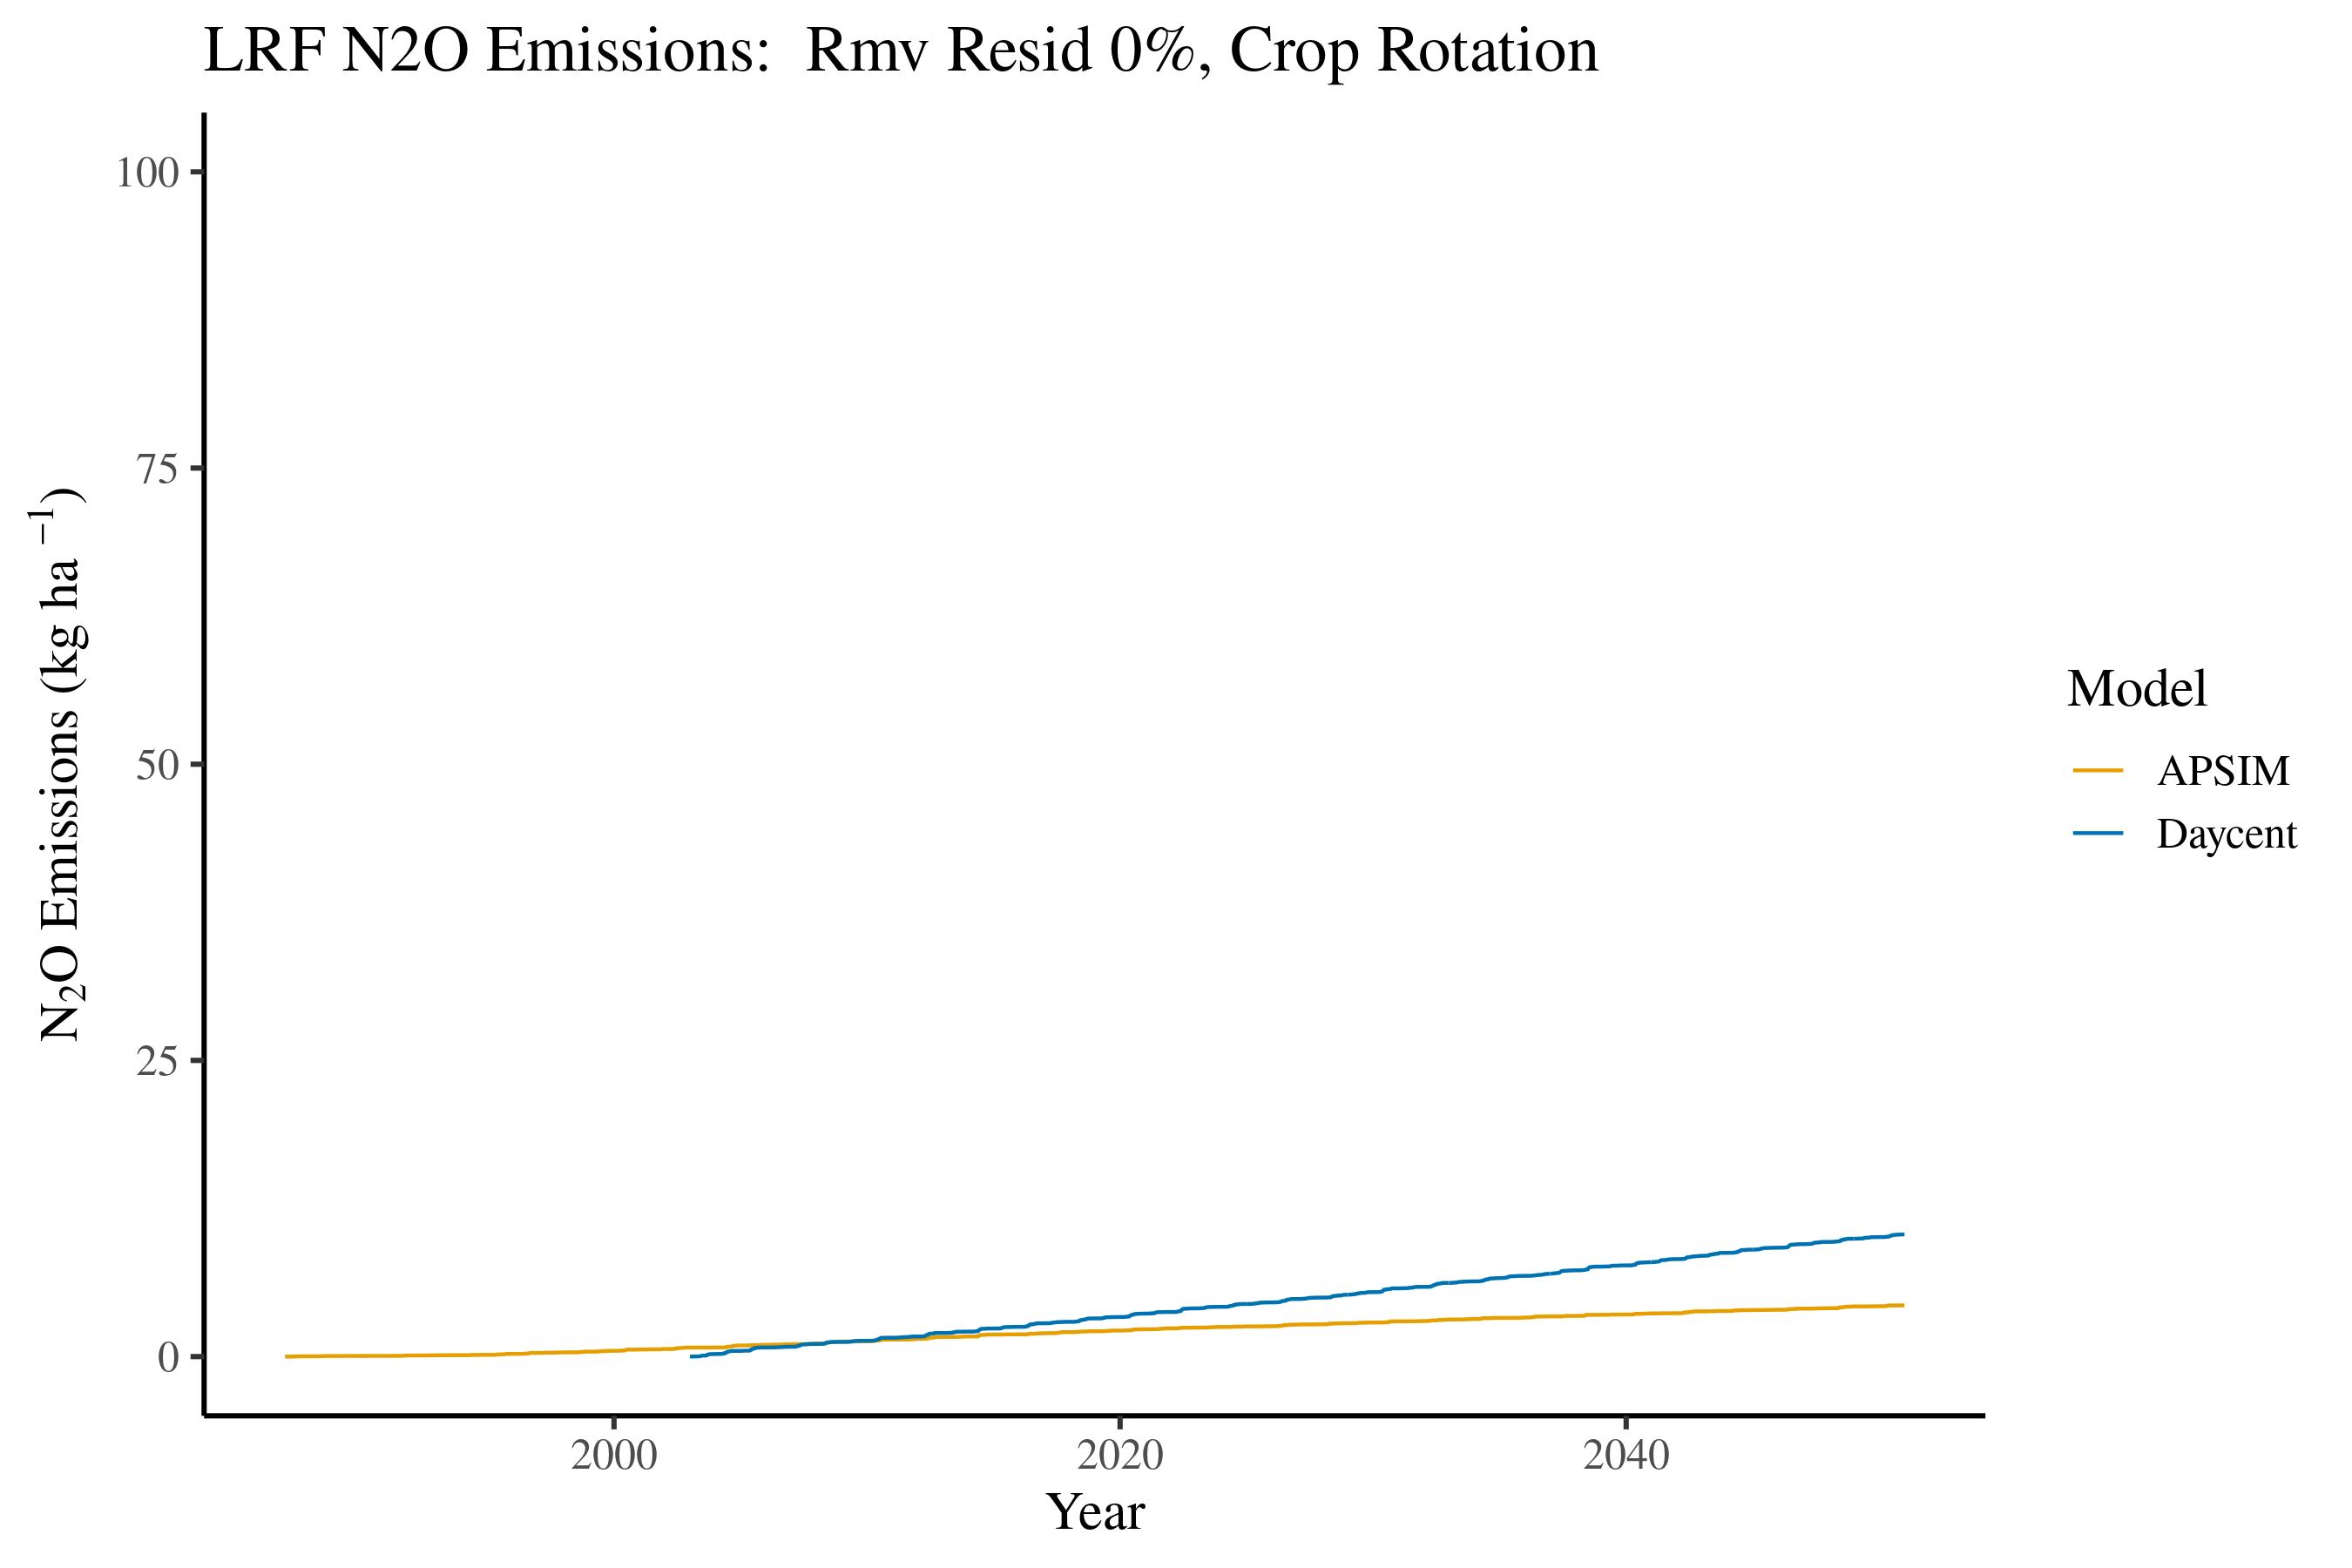 LRF N2O Emissions:  Rmv Resid 0%, Crop Rotation
100
75
50
25
0
N₂O Emissions (kg ha ⁻¹)
2000 2020 2040
Year
Model
APSIM
Daycent